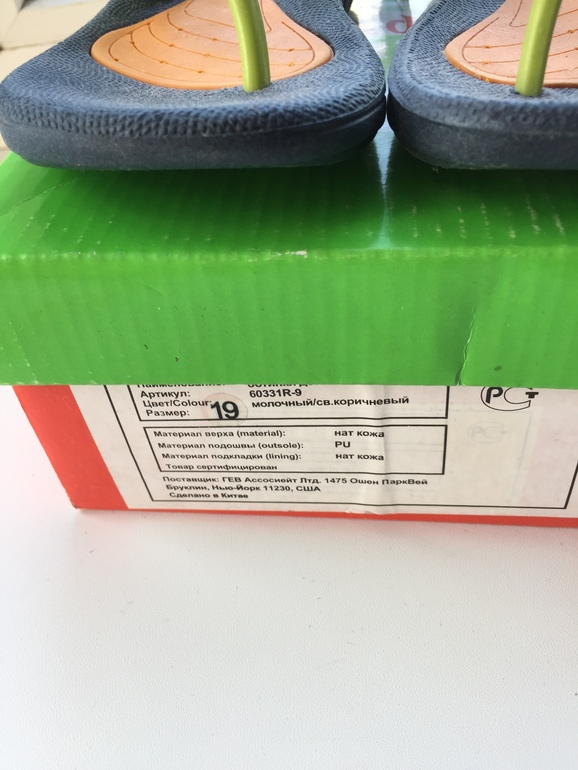 Артикул: 60331R-9
Цвет/Colour: молочный/св.коричневый
Размер: 19
Материал верха (material): нат кожа
Материал подошвы (outsole): PU
Материал подкладки (lining): нат кожа
Товар сертифицирован
Поставщик: ГЕВ Ассосиейт Лтд. 1475 Ошен ПаркВей
Бруклин, Нью-Йорк 11230, США
Сделано в Китае